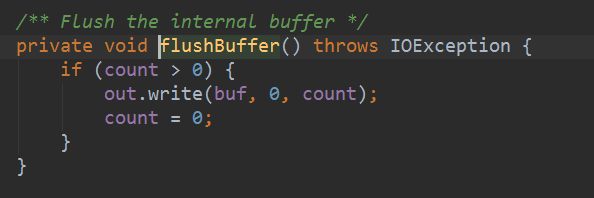 /** Flush the internal buffer */
private void flushBuffer() throws IOException {
    if (count > 0) {
        out.write(buf, 0, count);
        count = 0;
    }
}